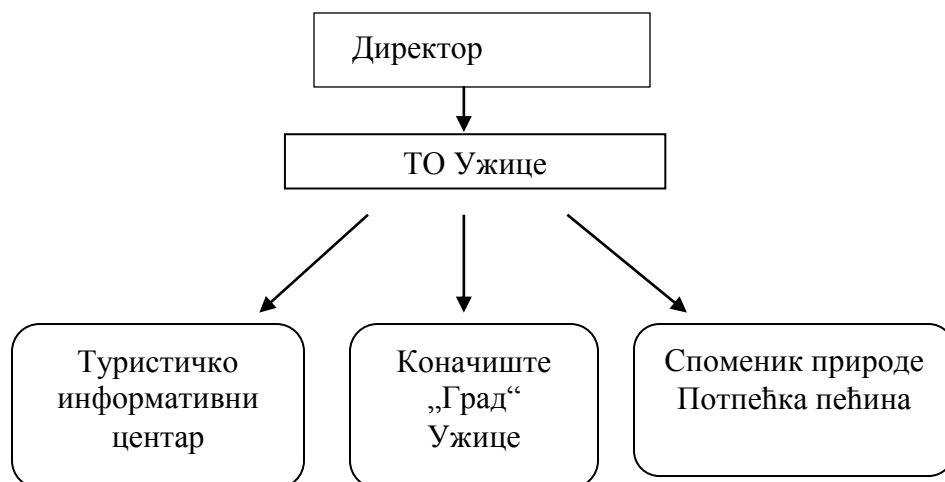 Директор
ТО Ужице
Туристичко
информативни
центар
Коначиште
„Град“
Ужице
Споменик природе
Потпећка пећина